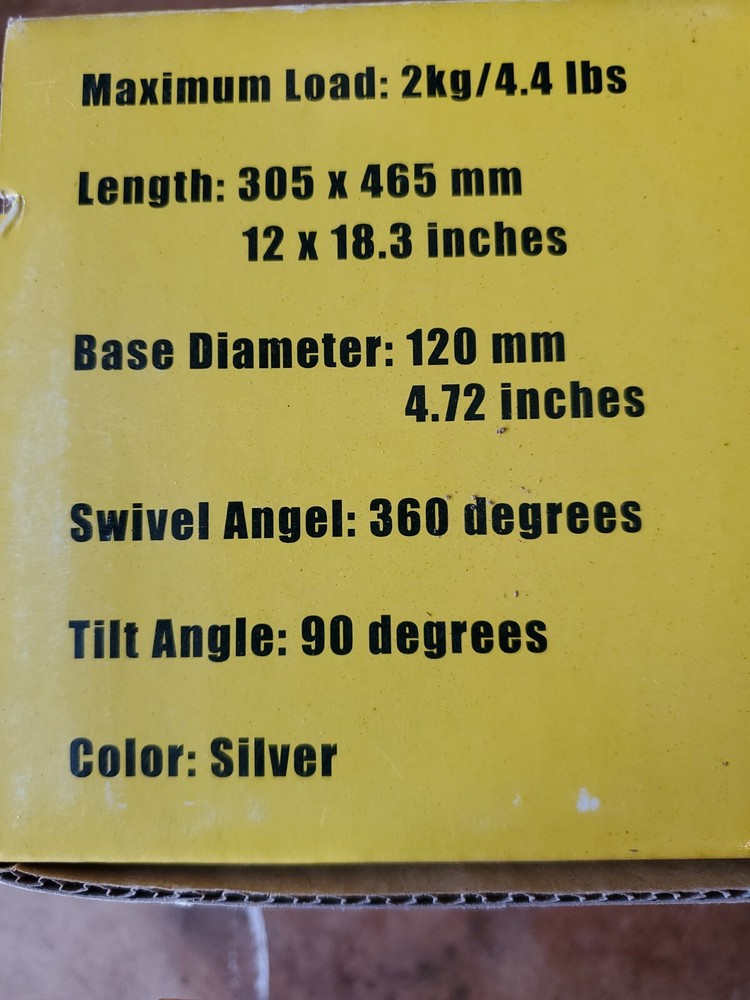 Maximum Load: 2kg/4.4 lbs
Length: 305 x 465 mm
12 x 18.3 inches
Base Diameter: 120 mm
4.72 inches
Swivel Angel: 360 degrees
Tilt Angle: 90 degrees
Color: Silver